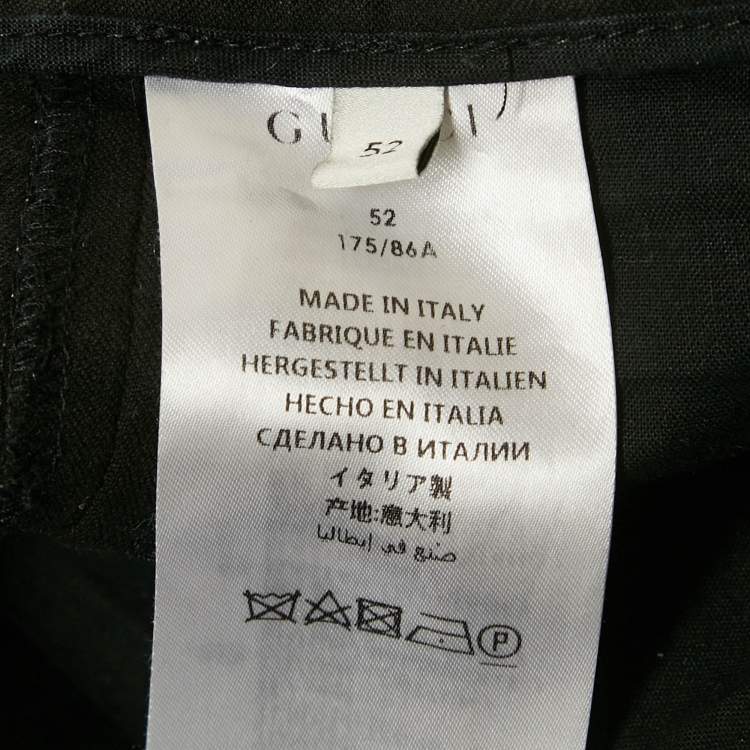 52
52
175/86A
MADE IN ITALY
FABRIQUE EN ITALIE
HERGESTELLT IN ITALIEN
HECHO EN ITALIA
СДЕЛАНО В ИТАЛИИ
イタリア製
产地:意大利
صنع في إيطاليا
P